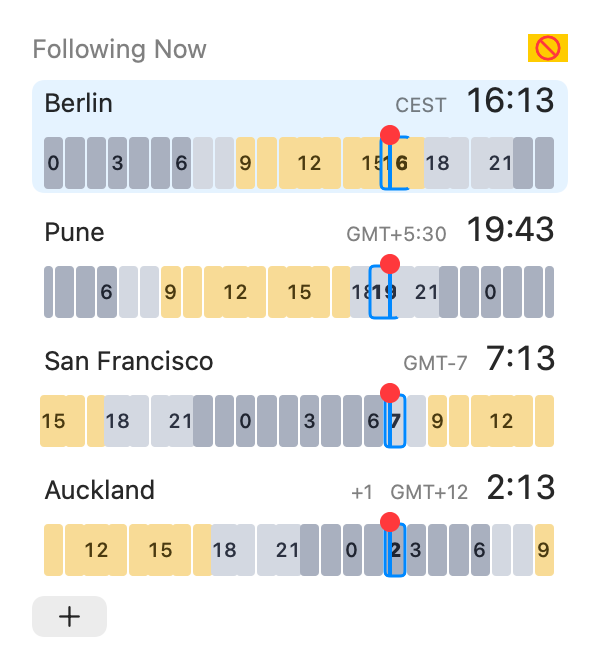 Following Now
Berlin CEST 16:13
0 3 6 9 12 15 16 18 21
Pune GMT+5:30 19:43
6 9 12 15 18 19 21 0
San Francisco GMT-7 7:13
15 18 21 0 3 6 7 9 12
Auckland +1 GMT+12 2:13
12 15 18 21 0 2 3 6 9
+